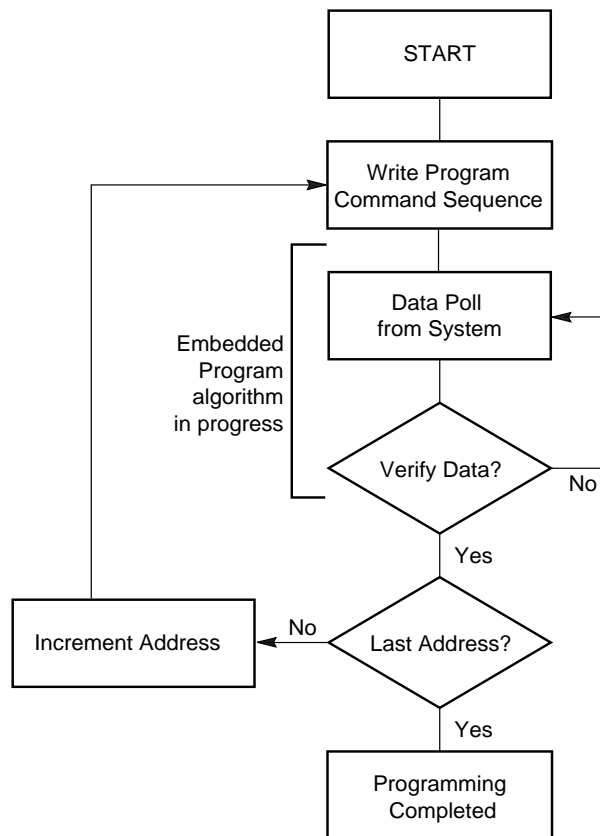 START
Write Program
Command Sequence
Data Poll
from System
Embedded
Program
algorithm
in progress
Verify Data?
No
Yes
Increment Address
No
Last Address?
Yes
Programming
Completed